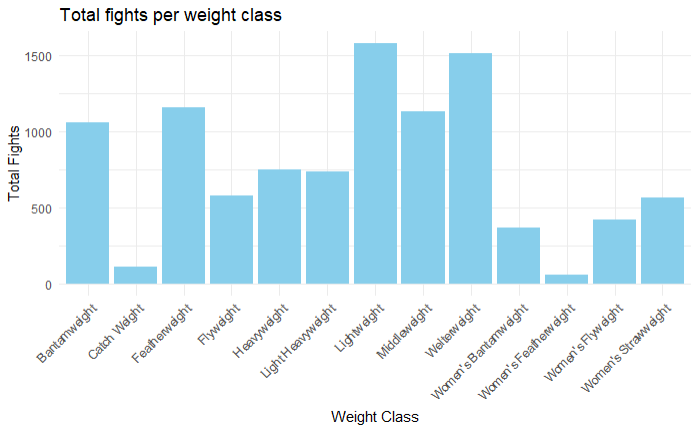 Total fights per weight class
Total Fights
1500
1000
500
0
Bantamweight
Catch Weight
Featherweight
Flyweight
Heavyweight
Light Heavyweight
Lightweight
Middleweight
Welterweight
Women's Bantamweight
Women's Featherweight
Women's Flyweight
Women's Strawweight
Weight Class